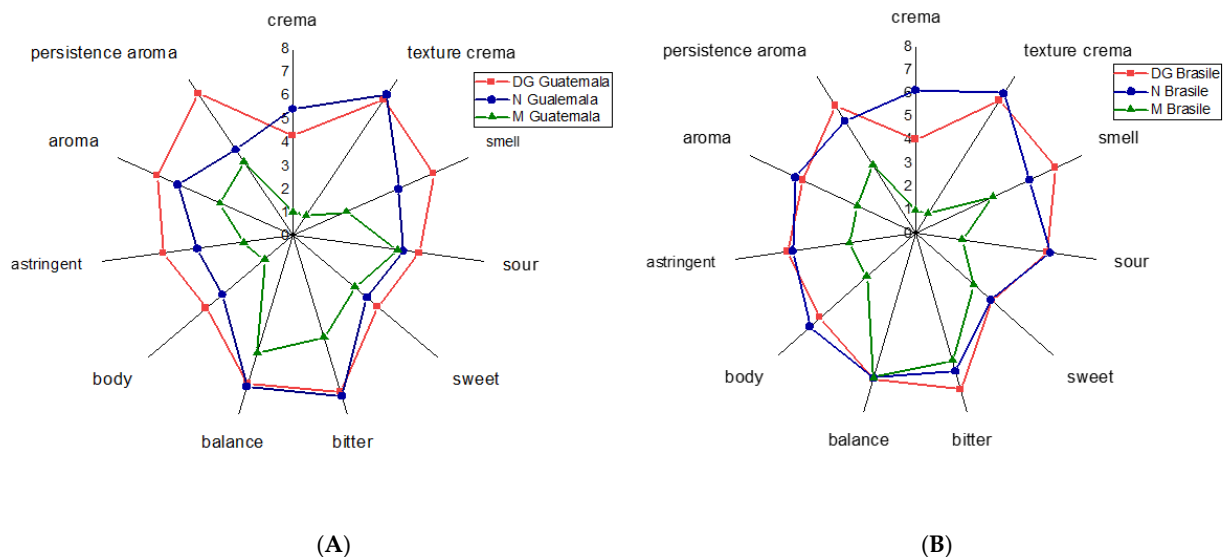 crema
8
7
6
5
4
3
2
1
0
persistence aroma
texture crema
DG Guatemala
N Gualemala
M Guatemala
aroma
smell
astringent
sour
body
sweet
balance
bitter
(A)
crema
8
7
6
5
4
3
2
1
0
persistence aroma
texture crema
DG Brasile
N Brasile
M Brasile
aroma
smell
astringent
sour
body
sweet
balance
bitter
(B)